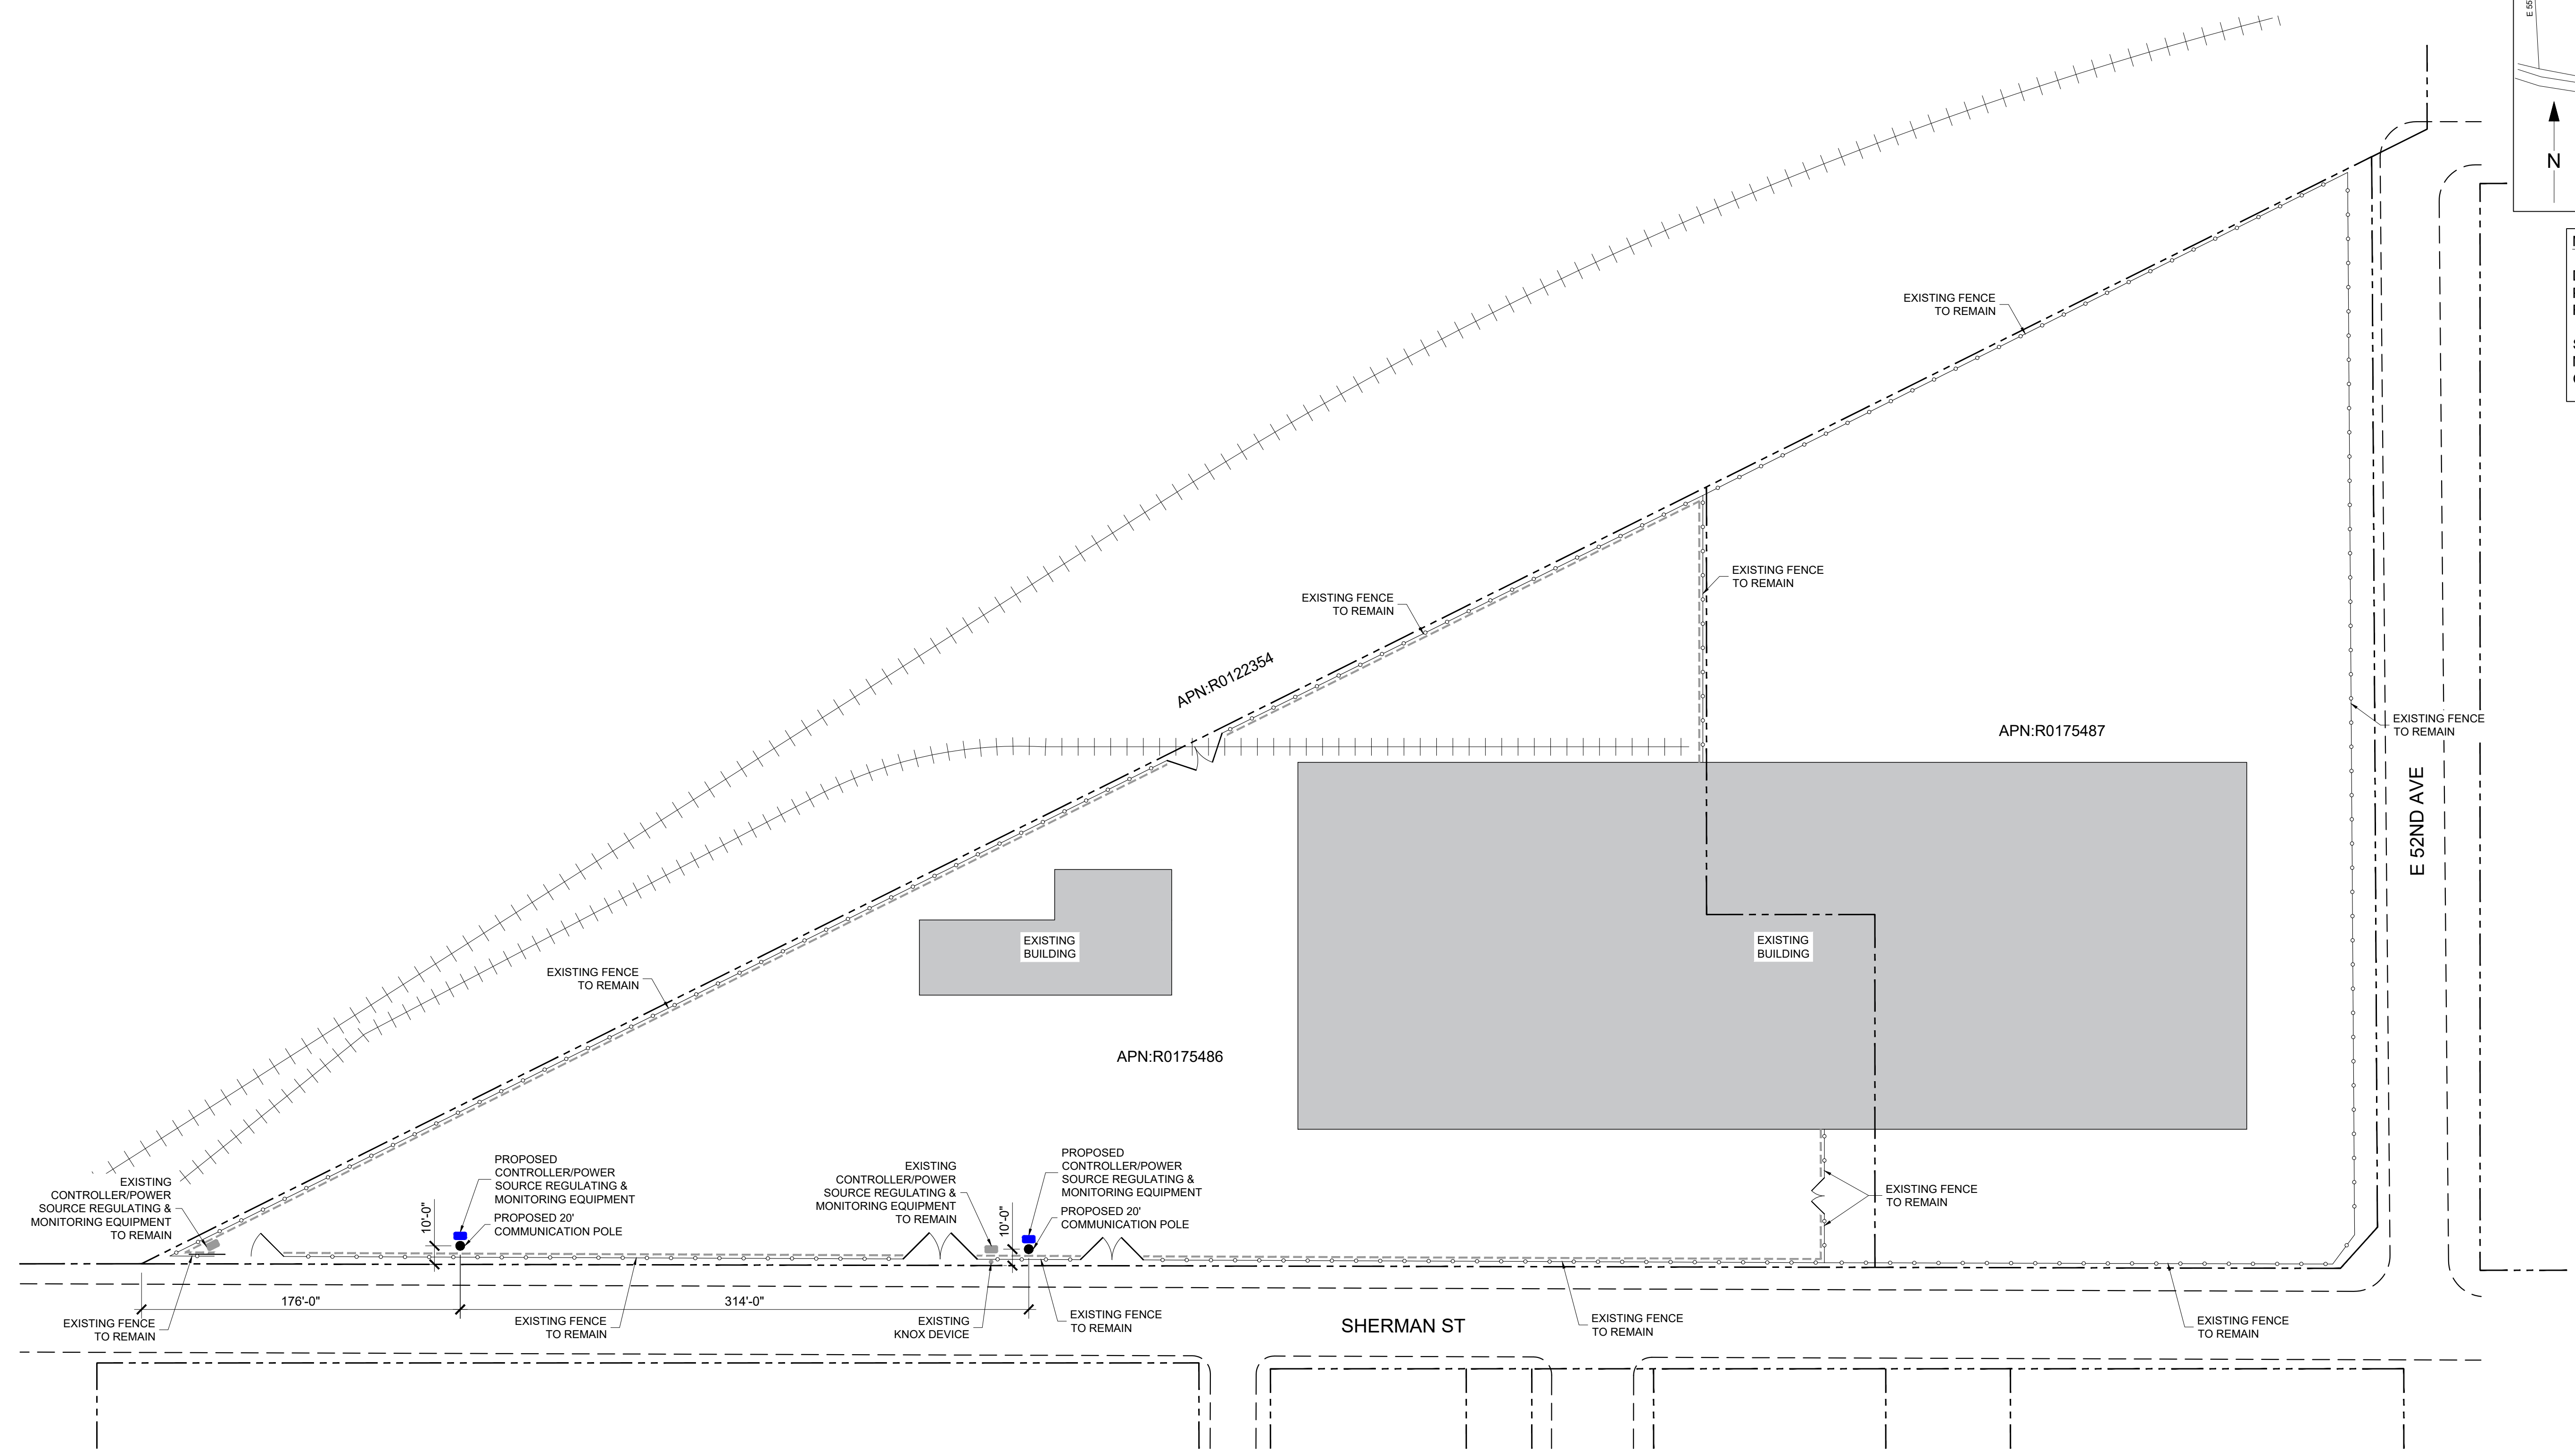 E 55
N
EXISTING FENCE
TO REMAIN
EXISTING FENCE
TO REMAIN
EXISTING FENCE
TO REMAIN
APN:R0122354
APN:R0175487
EXISTING FENCE
TO REMAIN
E 52ND AVE
EXISTING
BUILDING
EXISTING
BUILDING
EXISTING FENCE
TO REMAIN
APN:R0175486
EXISTING
CONTROLLER/POWER
SOURCE REGULATING &
MONITORING EQUIPMENT
TO REMAIN
10'-0"
PROPOSED
CONTROLLER/POWER
SOURCE REGULATING &
MONITORING EQUIPMENT
PROPOSED 20'
COMMUNICATION POLE
EXISTING
CONTROLLER/POWER
SOURCE REGULATING &
MONITORING EQUIPMENT
TO REMAIN
10'-0"
PROPOSED
CONTROLLER/POWER
SOURCE REGULATING &
MONITORING EQUIPMENT
PROPOSED 20'
COMMUNICATION POLE
EXISTING FENCE
TO REMAIN
176'-0"
314'-0"
EXISTING FENCE
TO REMAIN
EXISTING FENCE
TO REMAIN
EXISTING
KNOX DEVICE
EXISTING FENCE
TO REMAIN
SHERMAN ST
EXISTING FENCE
TO REMAIN
EXISTING FENCE
TO REMAIN